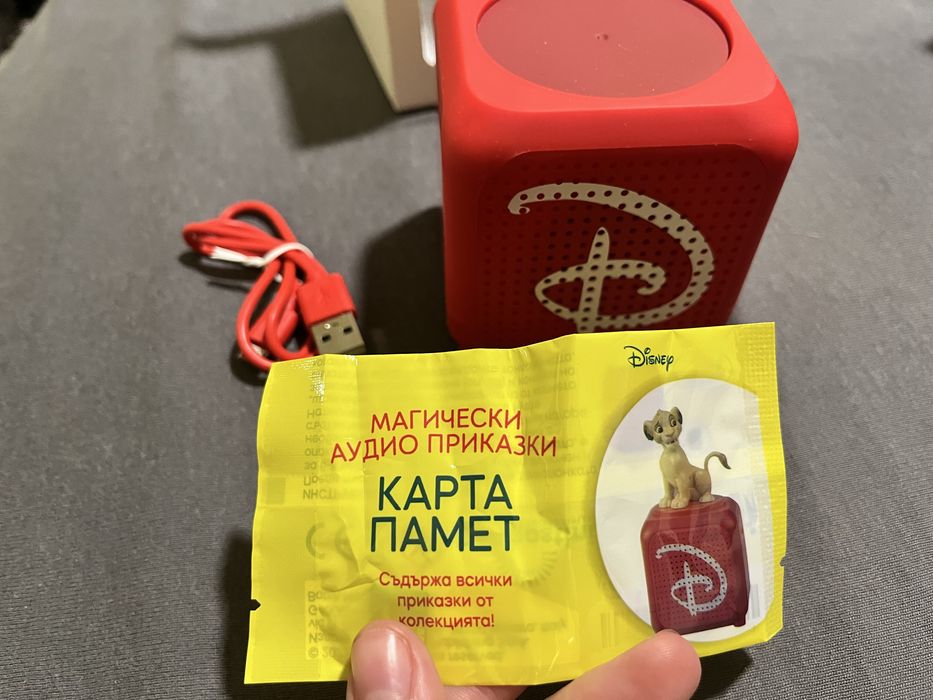 Disney
МАГИЧЕСКИ
АУДИО ПРИКАЗКИ
КАРТА
ПАМЕТ
Съдържа всички
приказки от
колекцията!
D
D